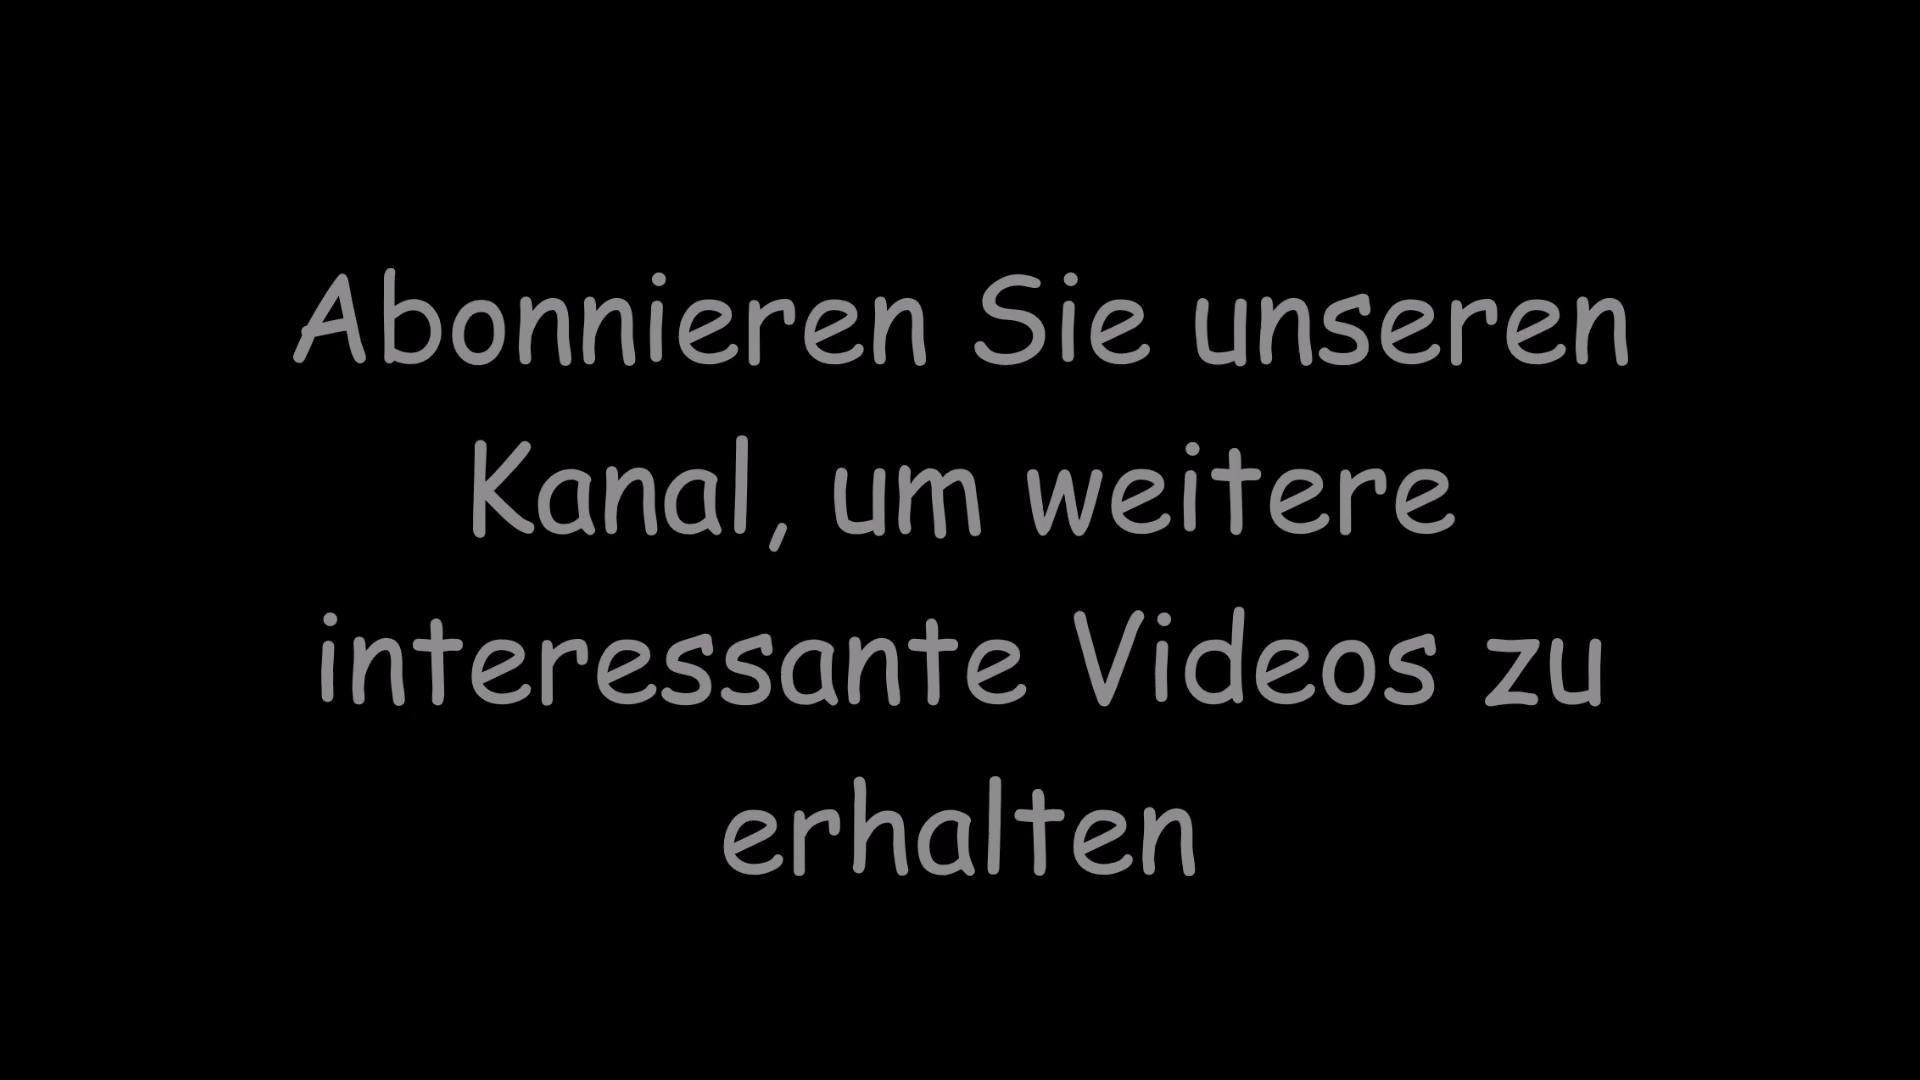 Abonnieren Sie unseren
Kanal, um weitere
interessante Videos zu
erhalten